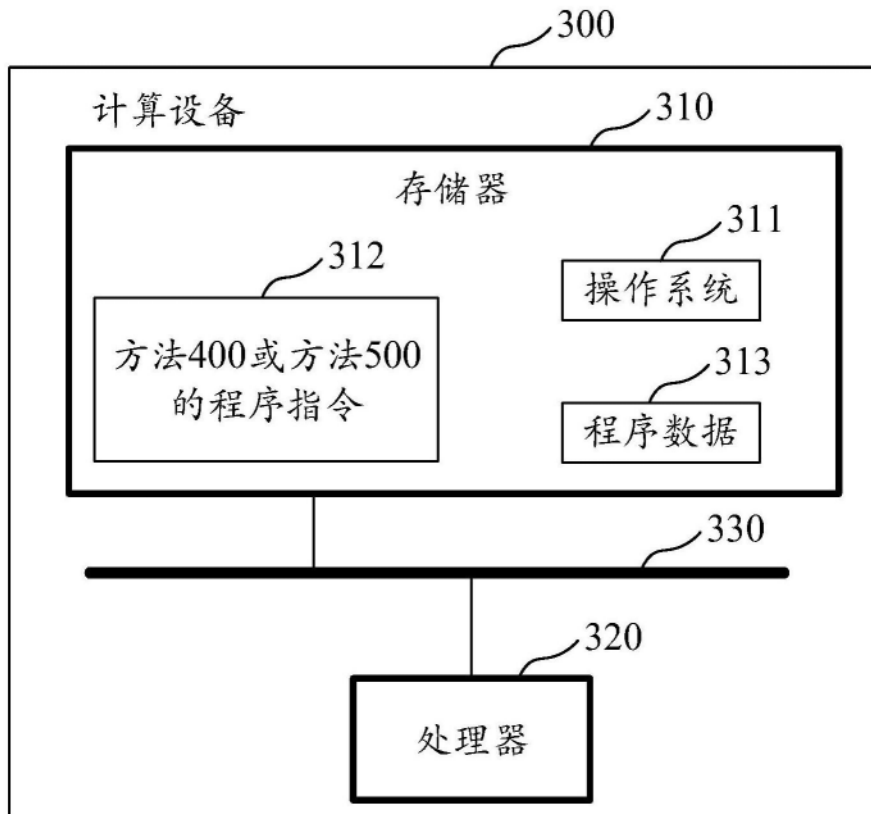 300
计算设备
310
存储器
311
312
操作系统
方法400或方法500
的程序指令
313
程序数据
330
320
处理器